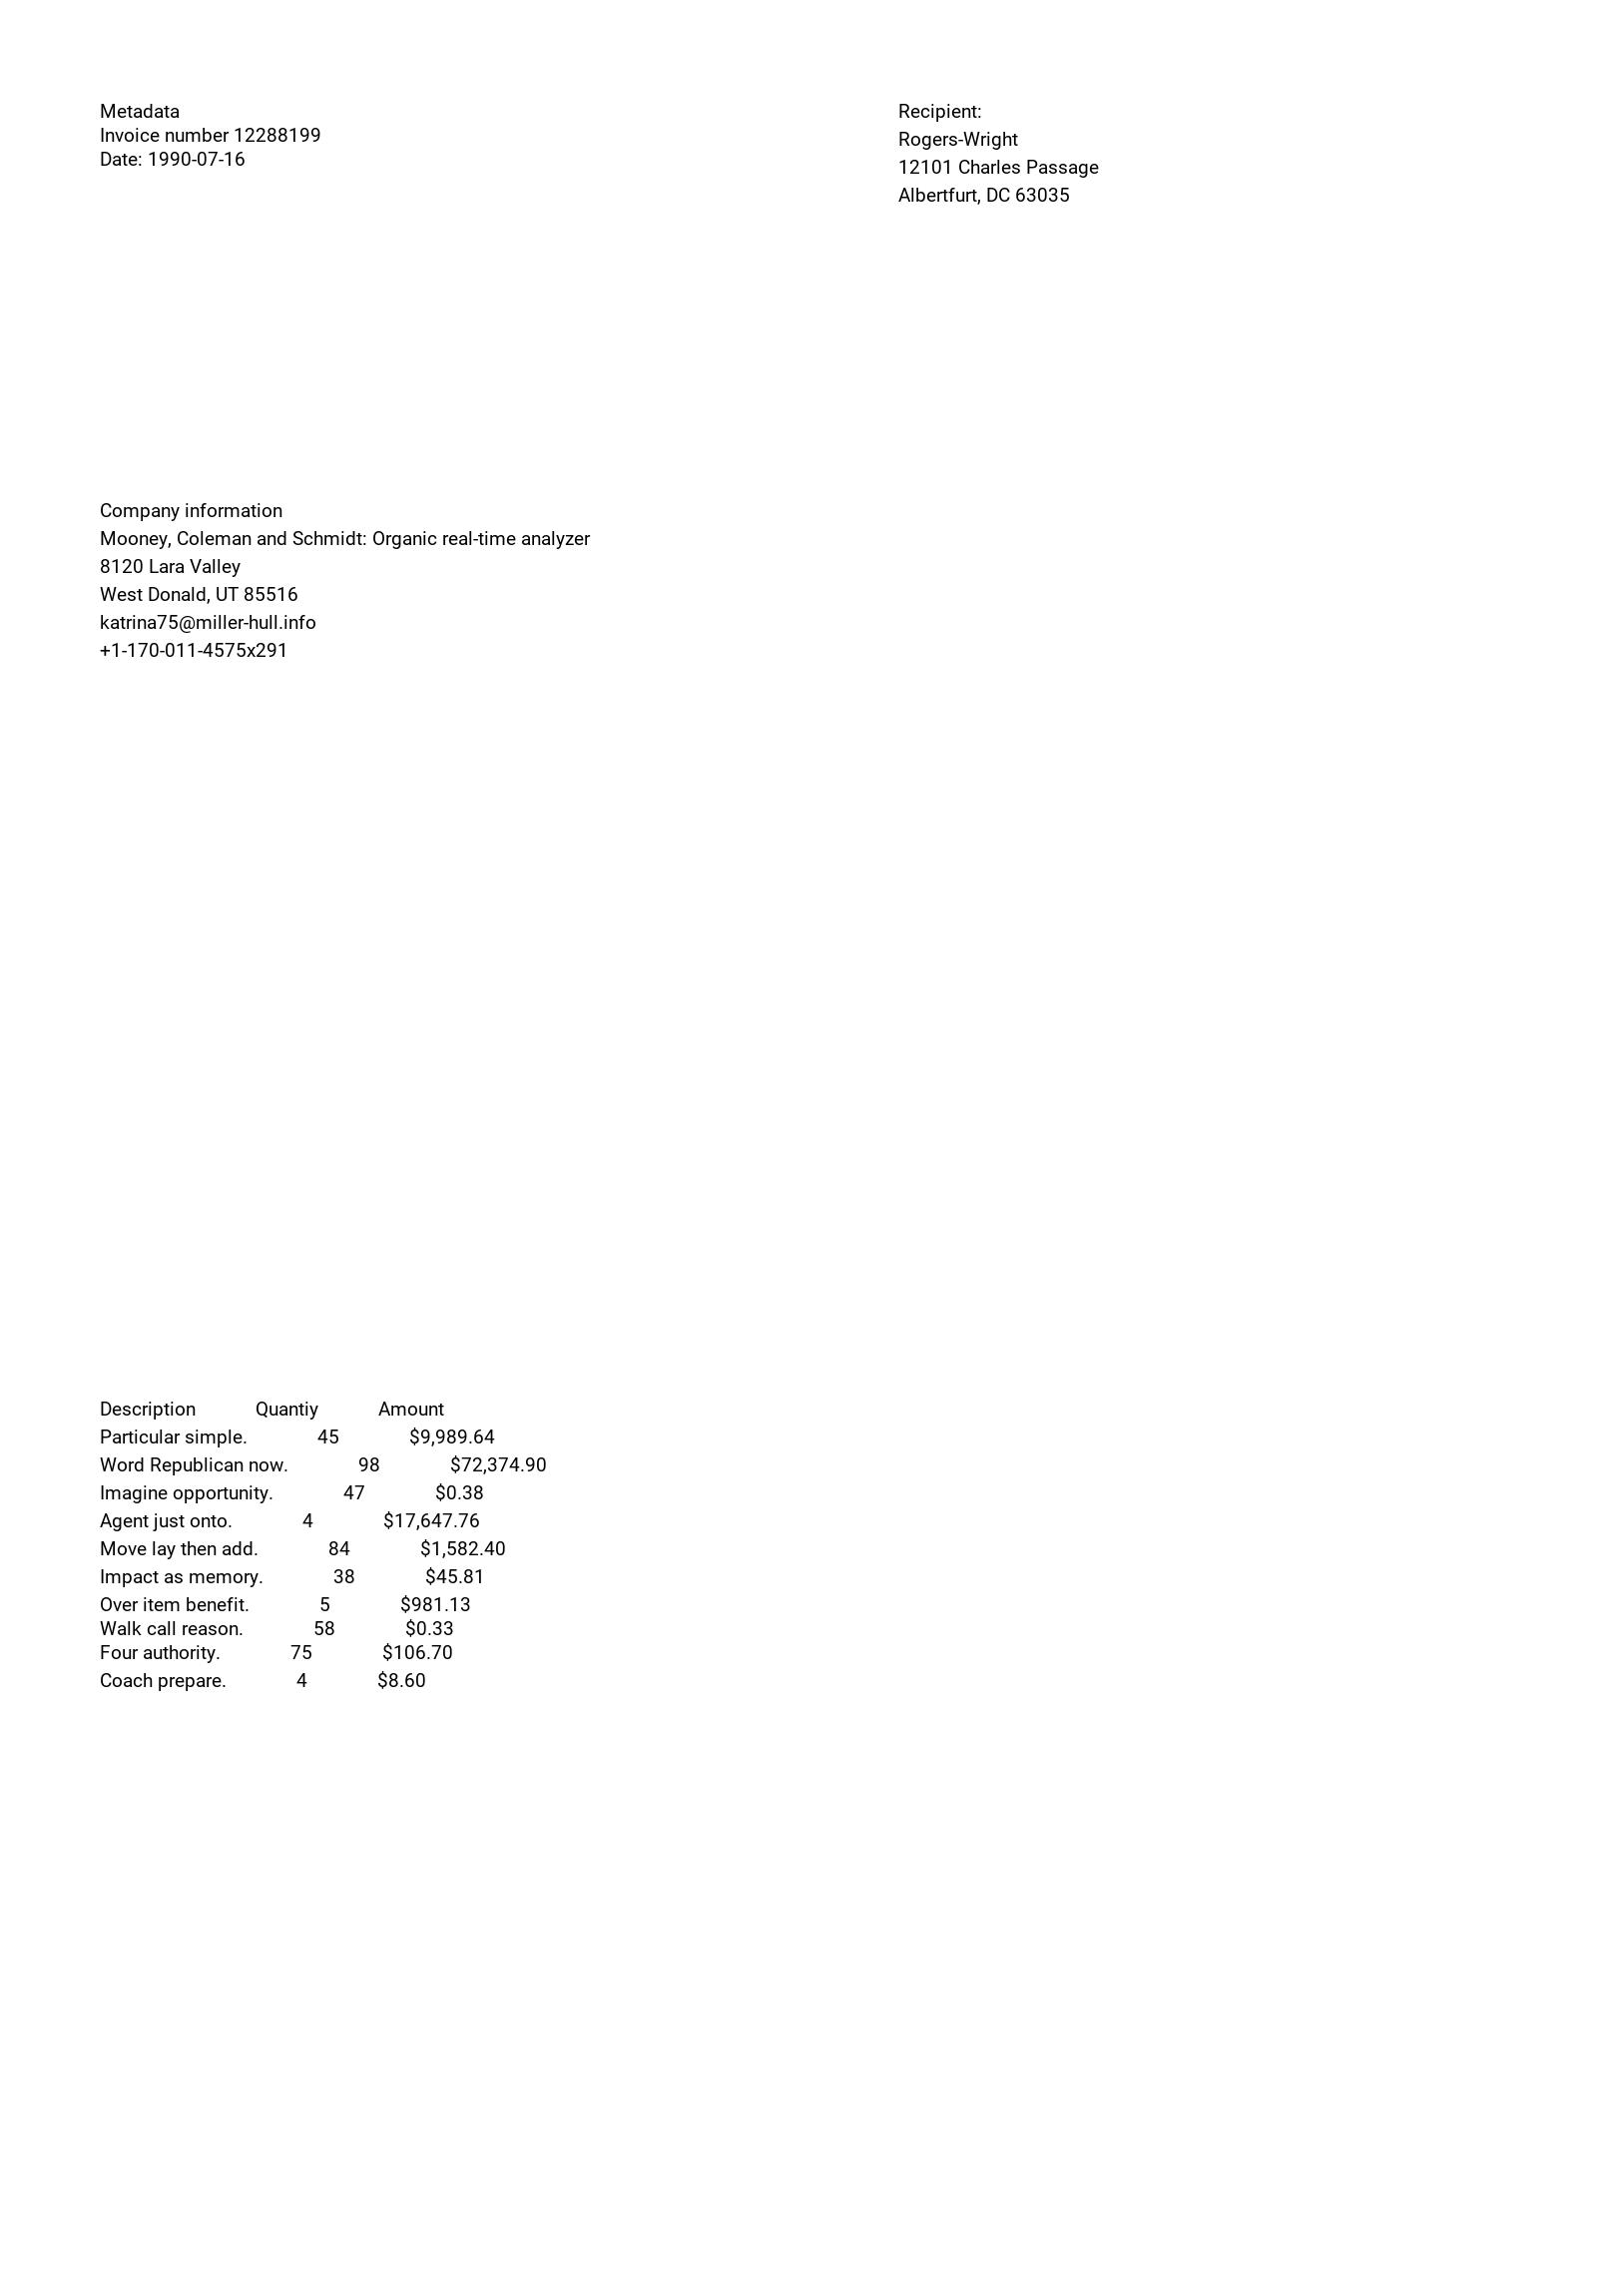 Metadata
Invoice number 12288199
Date: 1990-07-16
Recipient:
Rogers-Wright
12101 Charles Passage
Albertfurt, DC 63035
Company information
Mooney, Coleman and Schmidt: Organic real-time analyzer
8120 Lara Valley
West Donald, UT 85516
katrina75@miller-hull.info
+1-170-011-4575x291
Description Quantiy Amount
Particular simple. 45 $9,989.64
Word Republican now. 98 $72,374.90
Imagine opportunity. 47 $0.38
Agent just onto. 4 $17,647.76
Move lay then add. 84 $1,582.40
Impact as memory. 38 $45.81
Over item benefit. 5 $981.13
Walk call reason. 58 $0.33
Four authority. 75 $106.70
Coach prepare. 4 $8.60